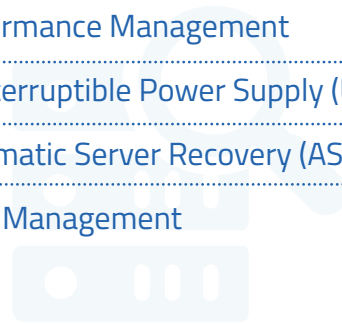 rmance Management
erruptible Power Supply (
matic Server Recovery (AS
Management